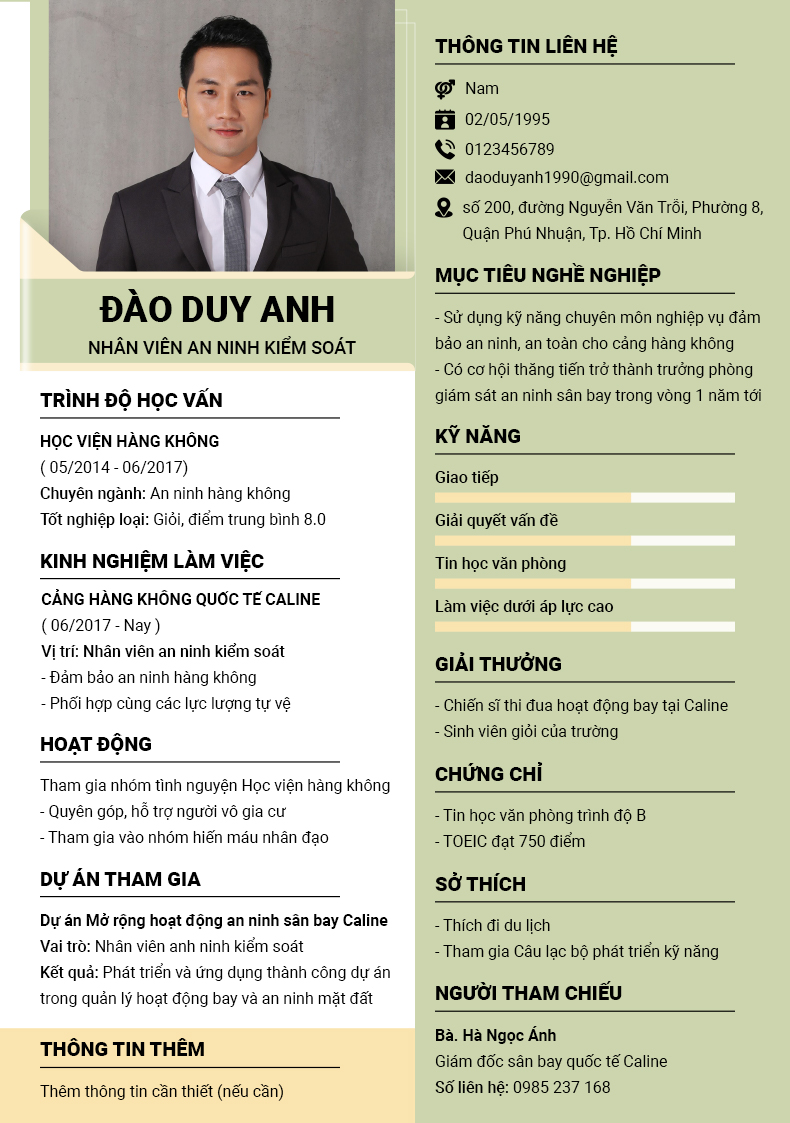 ĐÀO DUY ANH
NHÂN VIÊN AN NINH KIỂM SOÁT
TRÌNH ĐỘ HỌC VẤN
HỌC VIỆN HÀNG KHÔNG
( 05/2014 - 06/2017)
Chuyên ngành: An ninh hàng không
Tốt nghiệp loại: Giỏi, điểm trung bình 8.0
KINH NGHIỆM LÀM VIỆC
CẢNG HÀNG KHÔNG QUỐC TẾ CALINE
( 06/2017 - Nay )
Vị trí: Nhân viên an ninh kiểm soát
- Đảm bảo an ninh hàng không
- Phối hợp cùng các lực lượng tự vệ
HOẠT ĐỘNG
Tham gia nhóm tình nguyện Học viện hàng không
- Quyên góp, hỗ trợ người vô gia cư
- Tham gia vào nhóm hiến máu nhân đạo
DỰ ÁN THAM GIA
Dự án Mở rộng hoạt động an ninh sân bay Caline
Vai trò: Nhân viên anh ninh kiểm soát
Kết quả: Phát triển và ứng dụng thành công dự án
trong quản lý hoạt động bay và an ninh mặt đất
THÔNG TIN THÊM
Thêm thông tin cần thiết (nếu cần)
THÔNG TIN LIÊN HỆ
Nam
02/05/1995
0123456789
daoduyanh1990@gmail.com
số 200, đường Nguyễn Văn Trỗi, Phường 8,
Quận Phú Nhuận, Tp. Hồ Chí Minh
MỤC TIÊU NGHỀ NGHIỆP
- Sử dụng kỹ năng chuyên môn nghiệp vụ đảm
bảo an ninh, an toàn cho cảng hàng không
- Có cơ hội thăng tiến trở thành trưởng phòng
giám sát an ninh sân bay trong vòng 1 năm tới
KỸ NĂNG
Giao tiếp
Giải quyết vấn đề
Tin học văn phòng
Làm việc dưới áp lực cao
GIẢI THƯỞNG
- Chiến sĩ thi đua hoạt động bay tại Caline
- Sinh viên giỏi của trường
CHỨNG CHỈ
- Tin học văn phòng trình độ B
- TOEIC đạt 750 điểm
SỞ THÍCH
- Thích đi du lịch
- Tham gia Câu lạc bộ phát triển kỹ năng
NGƯỜI THAM CHIẾU
Bà. Hà Ngọc Ánh
Giám đốc sân bay quốc tế Caline
Số liên hệ: 0985 237 168